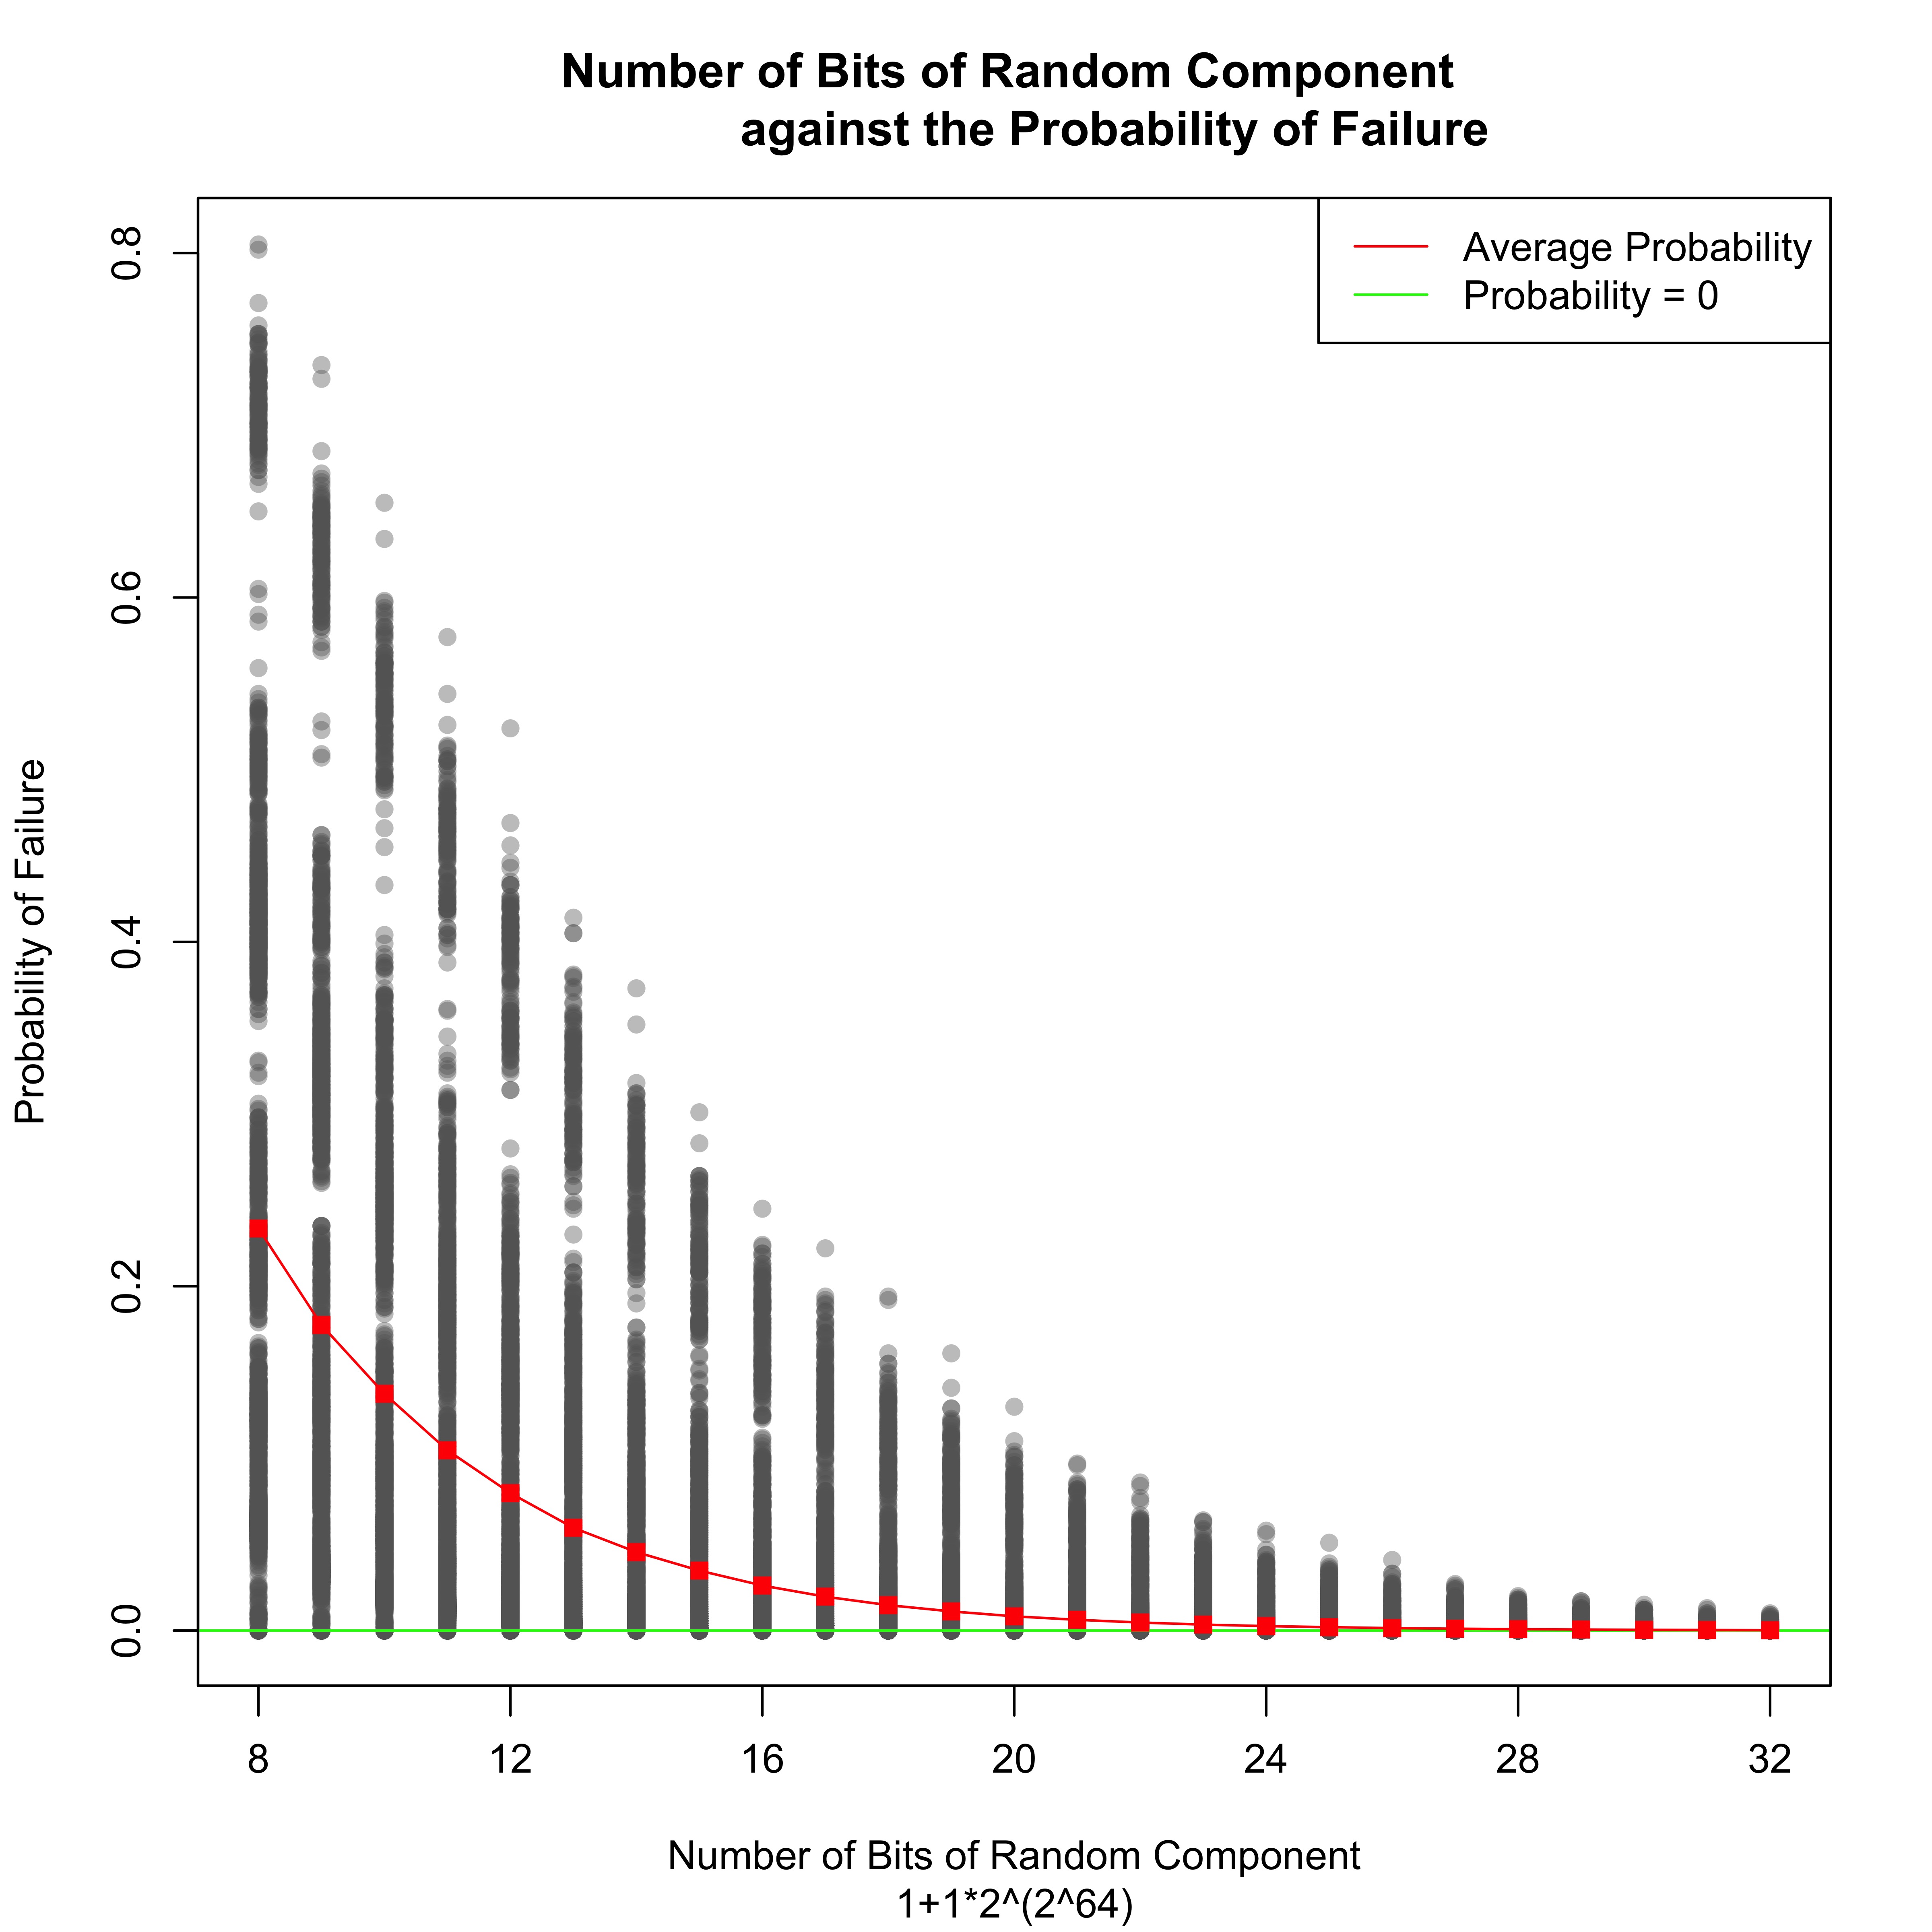 Number of Bits of Random Component
against the Probability of Failure
Average Probability
Probability = 0
Probability of Failure
0.8
0.6
0.4
0.2
0.0
8 12 16 20 24 28 32
Number of Bits of Random Component
1+1*2^(2^64)